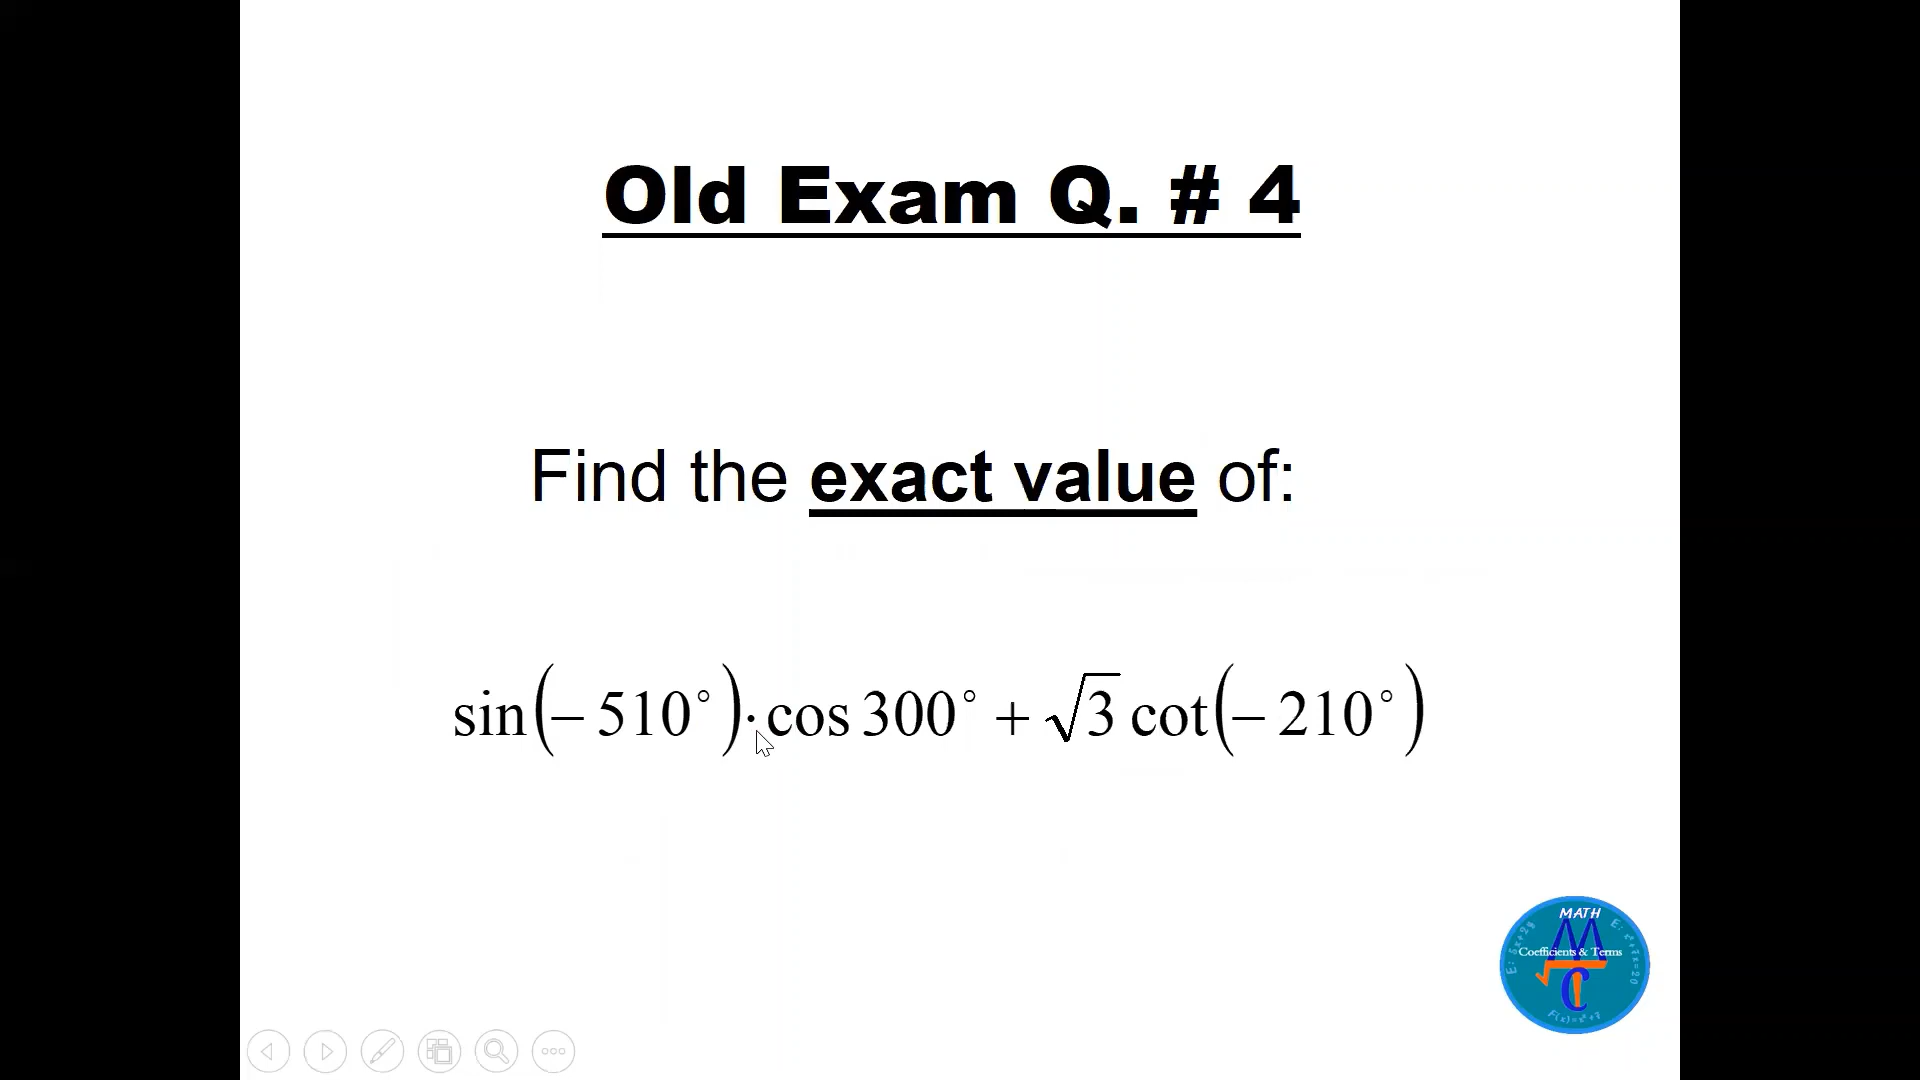 Old Exam Q. # 4
Find the exact value of:
sin(− 510°)·cos 300° + √3 cot(− 210°)
MATH
Coefficients & Terms